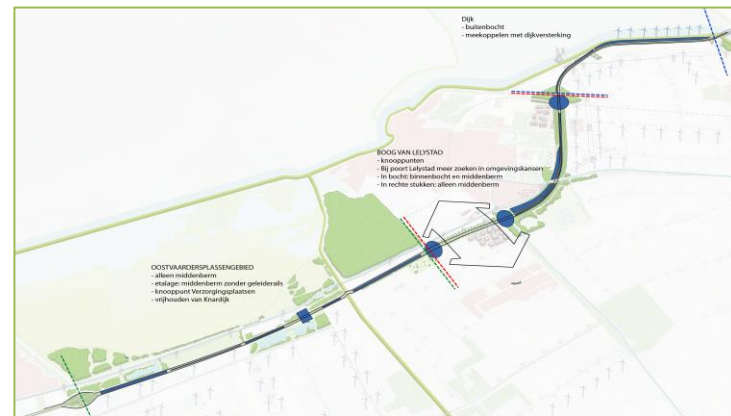 Dijk
- buitenbocht
- meekoppelen met dijkversterking
BOOG VAN LELYSTAD
- knooppunten
- Bij poort Lelystad meer zoeken in omgevingskansen
- In bocht: binnenbocht en middenberm
- In rechte stukken: alleen middenberm
OOSTVAARDERSPLASSENGEBIED
- alleen middenberm
- etalage: middenberm zonder geleiderails
- knooppunt Verzorgingsplaatsen
- vrijhouden van Knardijk